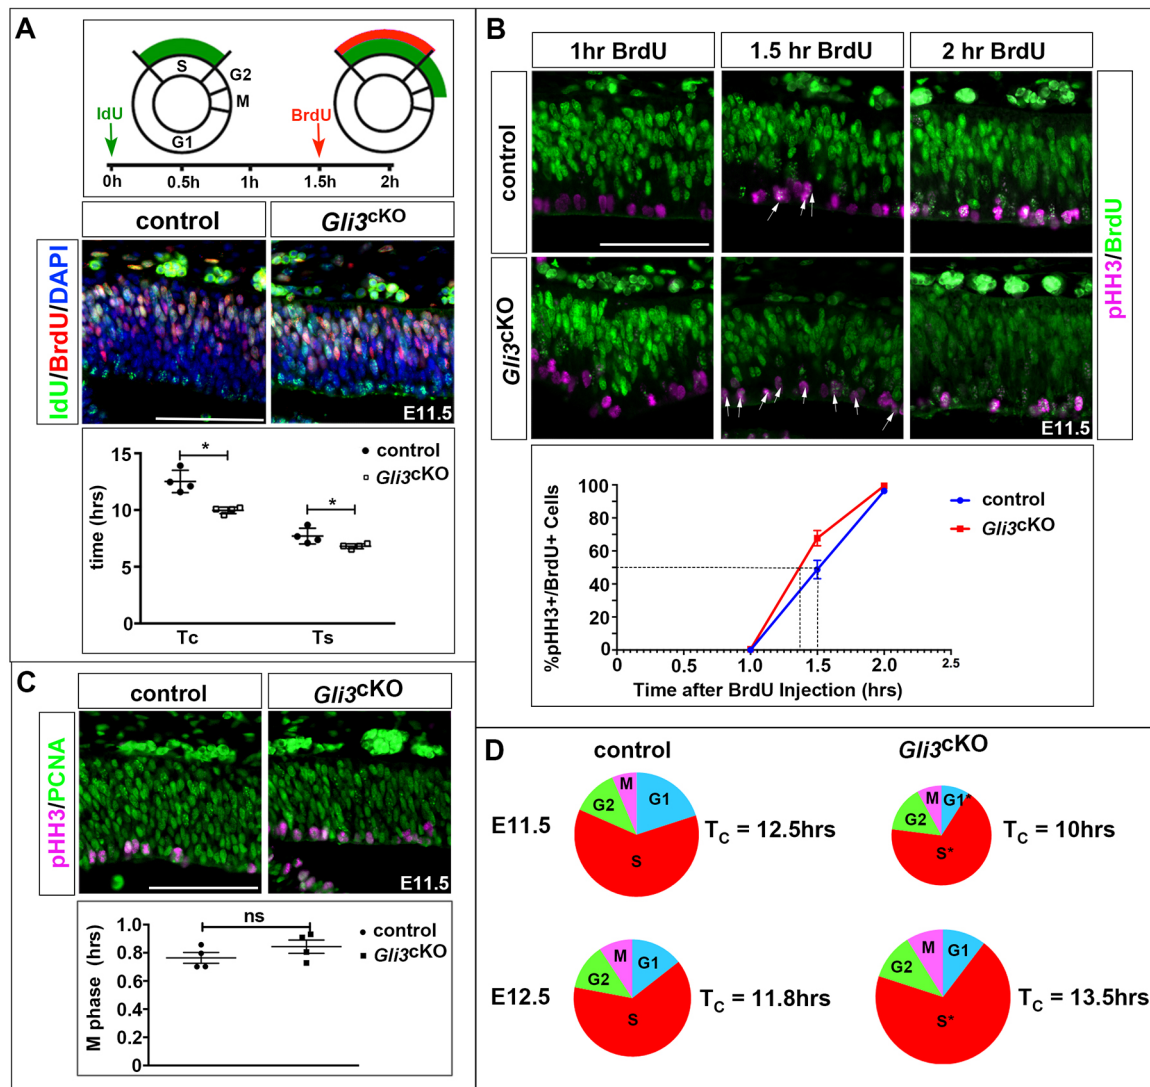 A
S
G2
M
G1
IdU
BrdU
0h
0.5h
1h
1.5h
2h
control
Gli3cKO
IdU/BrdU/DAPI
E11.5
15
10
5
0
time (hrs)
*
*
control
Gli3cKO
Tc
Ts
B
1hr BrdU
1.5 hr BrdU
2 hr BrdU
control
Gli3cKO
pHH3/BrdU
E11.5
100
80
60
40
20
0
%pHH3+/BrdU+ Cells
0
0.5
1.0
1.5
2.0
2.5
Time after BrdU Injection (hrs)
control
Gli3cKO
C
control
Gli3cKO
pHH3/PCNA
E11.5
1.0
0.8
0.6
0.4
0.2
0
M phase (hrs)
ns
control
Gli3cKO
D
control
Gli3cKO
E11.5
M
G1
G2
S
TC = 12.5hrs
M
G1*
G2
S*
TC = 10hrs
E12.5
M
G1
G2
S
TC = 11.8hrs
M
G1
G2
S*
TC = 13.5hrs